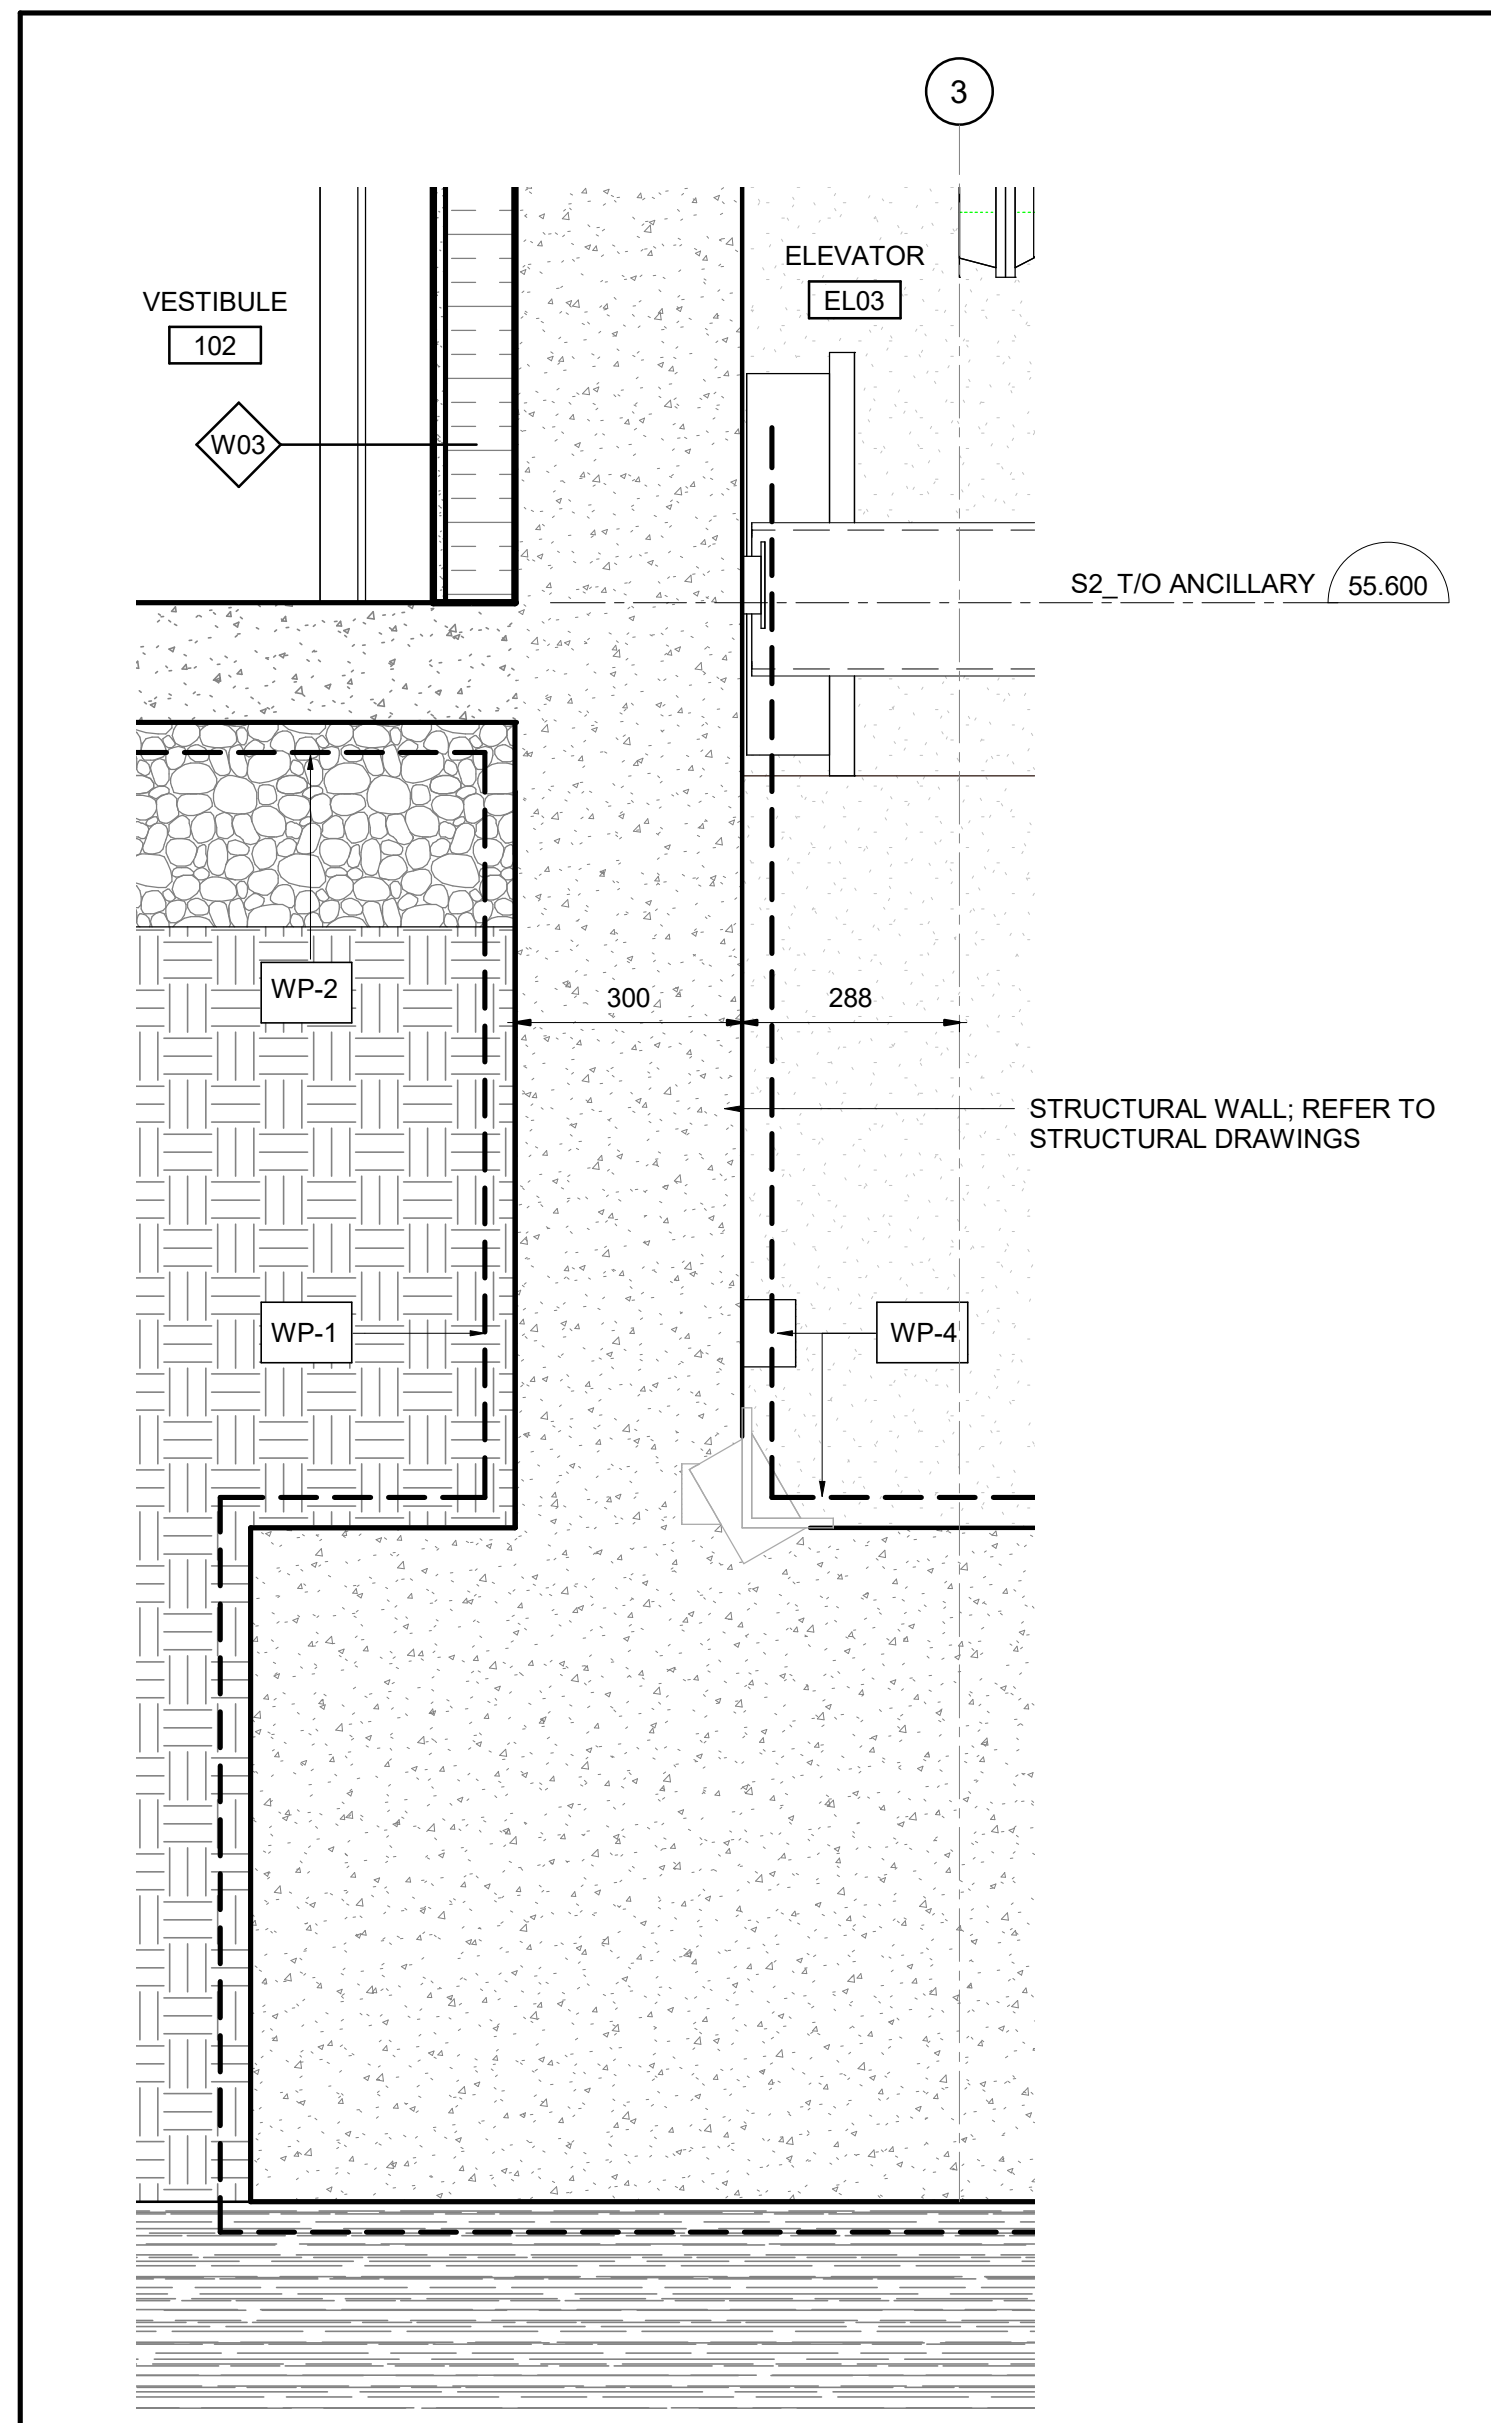 3
ELEVATOR
EL03
VESTIBULE
102
W03
S2_T/O ANCILLARY 55.600
WP-2
300
288
STRUCTURAL WALL; REFER TO
STRUCTURAL DRAWINGS
WP-1
WP-4